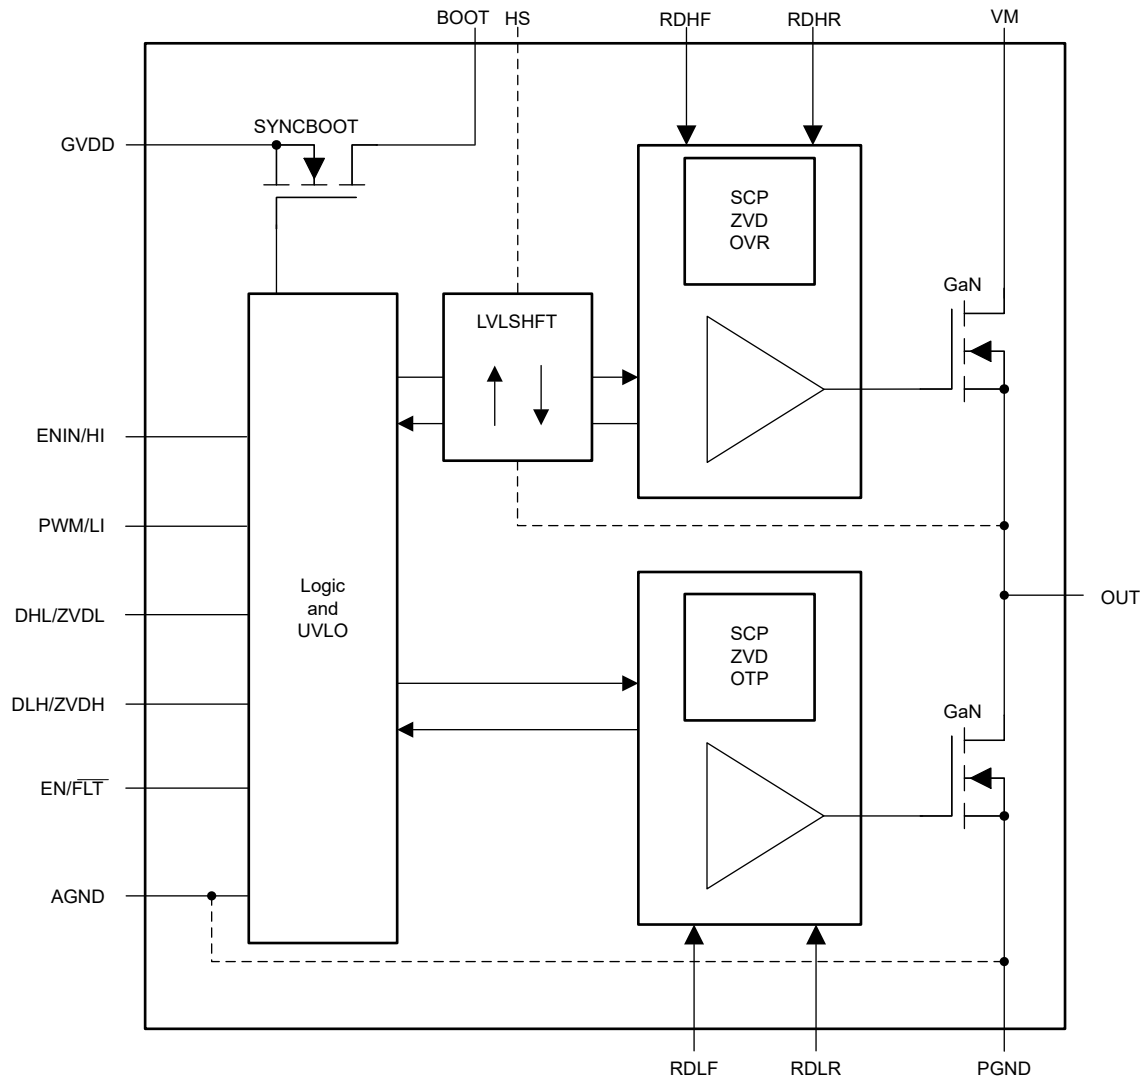 BOOT
HS
RDHF
RDHR
VM
GVDD
SYNCBOOT
SCP
ZVD
OVR
GaN
LVLSHFT
ENIN/HI
PWM/LI
DHL/ZVDL
DLH/ZVDH
EN/F̅L̅T̅
AGND
Logic
and
UVLO
OUT
SCP
ZVD
OTP
GaN
RDLF
RDLR
PGND